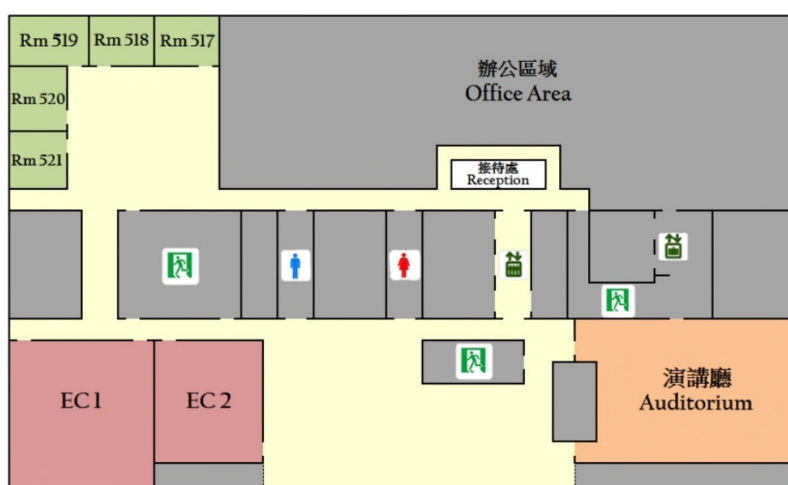 Rm 519
Rm 518
Rm 517
辦公區域
Office Area
Rm 520
Rm 521
接待處
Reception
EC 1
EC 2
演講廳
Auditorium